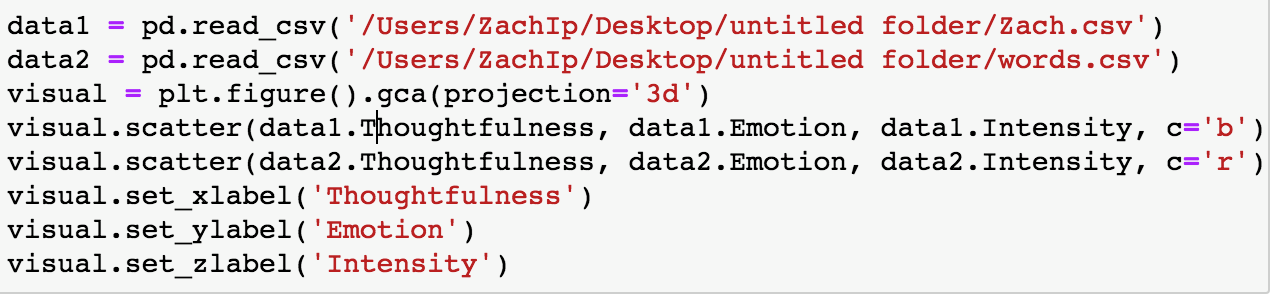 data1 = pd.read_csv('/Users/ZachIp/Desktop/untitled folder/Zach.csv')
data2 = pd.read_csv('/Users/ZachIp/Desktop/untitled folder/words.csv')
visual = plt.figure().gca(projection='3d')
visual.scatter(data1.Thoughtfulness, data1.Emotion, data1.Intensity, c='b')
visual.scatter(data2.Thoughtfulness, data2.Emotion, data2.Intensity, c='r')
visual.set_xlabel('Thoughtfulness')
visual.set_ylabel('Emotion')
visual.set_zlabel('Intensity')